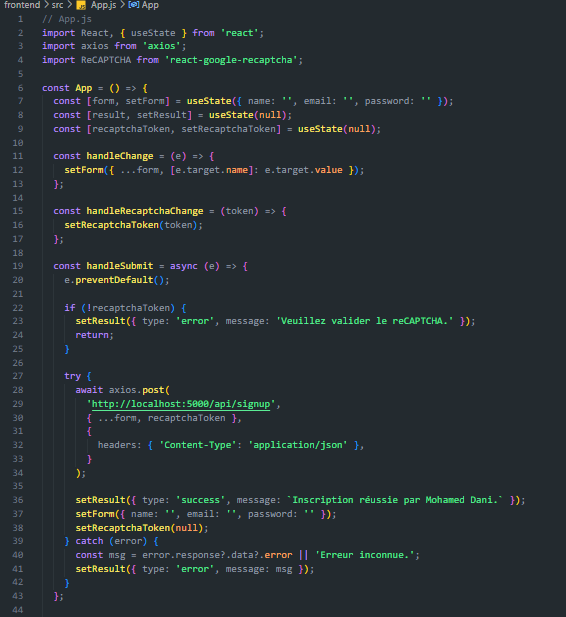 frontend > src > JS App.js > [@] App
1 // App.js
2 import React, { useState } from 'react';
3 import axios from 'axios';
4 import ReCAPTCHA from 'react-google-recaptcha';
5
6 const App = () => {
7   const [form, setForm] = useState({ name: '', email: '', password: '' });
8   const [result, setResult] = useState(null);
9   const [recaptchaToken, setRecaptchaToken] = useState(null);
10
11   const handleChange = (e) => {
12     setForm({ ...form, [e.target.name]: e.target.value });
13   };
14
15   const handleRecaptchaChange = (token) => {
16     setRecaptchaToken(token);
17   };
18
19   const handleSubmit = async (e) => {
20     e.preventDefault();
21
22     if (!recaptchaToken) {
23       setResult({ type: 'error', message: 'Veuillez valider le reCAPTCHA.' });
24       return;
25     }
26
27     try {
28       await axios.post(
29         'http://localhost:5000/api/signup',
30         { ...form, recaptchaToken },
31         {
32           headers: { 'Content-Type': 'application/json' },
33         }
34       );
35
36       setResult({ type: 'success', message: `Inscription réussie par Mohamed Dani.` });
37       setForm({ name: '', email: '', password: '' });
38       setRecaptchaToken(null);
39     } catch (error) {
40       const msg = error.response?.data?.error || 'Erreur inconnue.';
41       setResult({ type: 'error', message: msg });
42     }
43   };
44